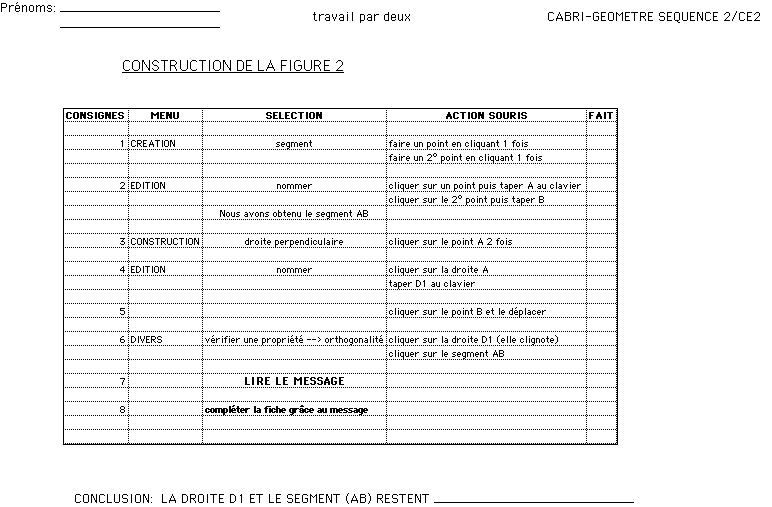 Prénoms:
travail par deux
CABRI-GEOMETRE SEQUENCE 2/CE2
CONSTRUCTION DE LA FIGURE 2
CONSIGNES MENU SELECTION ACTION SOURIS FAIT
1 CREATION segment faire un point en cliquant 1 fois
faire un 2° point en cliquant 1 fois
2 EDITION nommer cliquer sur un point puis taper A au clavier
cliquer sur le 2° point puis taper B
Nous avons obtenu le segment AB
3 CONSTRUCTION droite perpendiculaire cliquer sur le point A 2 fois
4 EDITION nommer cliquer sur la droite A
taper D1 au clavier
5 cliquer sur le point B et le déplacer
6 DIVERS vérifier une propriété --> orthogonalité cliquer sur la droite D1 (elle clignote)
cliquer sur le segment AB
7 LIRE LE MESSAGE
8 compléter la fiche grâce au message
CONCLUSION: LA DROITE D1 ET LE SEGMENT (AB) RESTENT